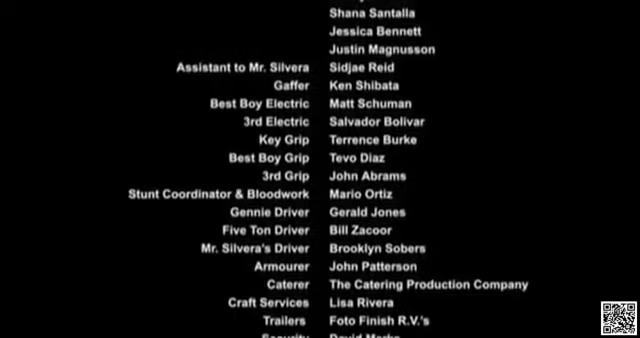 Shana Santalla
Jessica Bennett
Justin Magnusson
Assistant to Mr. Silvera Sidjae Reid
Gaffer Ken Shibata
Best Boy Electric Matt Schuman
3rd Electric Salvador Bolivar
Key Grip Terrence Burke
Best Boy Grip Tevo Diaz
3rd Grip John Abrams
Stunt Coordinator & Bloodwork Mario Ortiz
Gennie Driver Gerald Jones
Five Ton Driver Bill Zacoor
Mr. Silvera's Driver Brooklyn Sobers
Armourer John Patterson
Caterer The Catering Production Company
Craft Services Lisa Rivera
Trailers Foto Finish R.V.'s